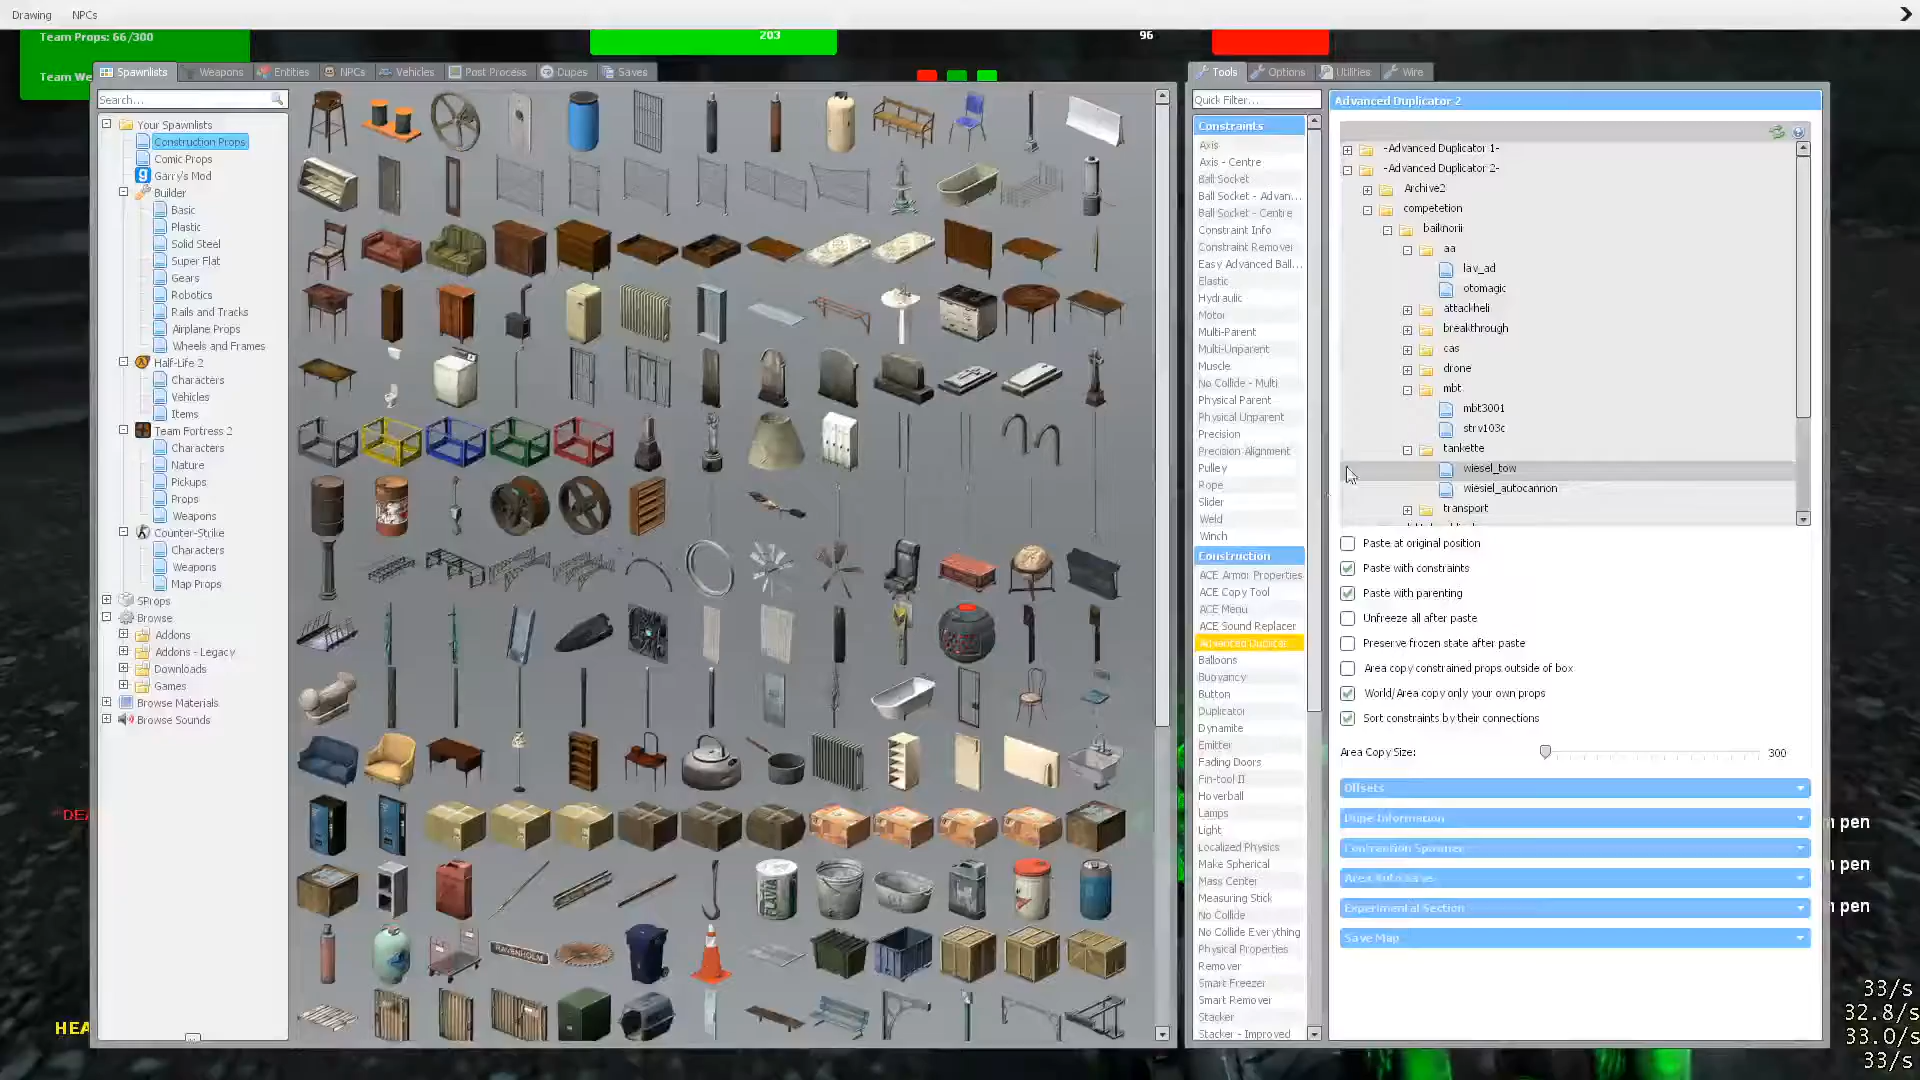 Drawing
NPCs
Team Props: 66/300
203
96
Team We
Spawnlists
Weapons
Entities
NPCs
Vehicles
Post Process
Dupes
Saves
Search...
Your Spawnlists
Construction Props
Comic Props
Garry's Mod
Builder
Basic
Plastic
Solid Steel
Super Flat
Gears
Robotics
Rails and Tracks
Airplane Props
Wheels and Frames
Half-Life 2
Characters
Vehicles
Items
Team Fortress 2
Characters
Nature
Pickups
Props
Weapons
Counter-Strike
Characters
Weapons
Map Props
SProps
Browse
Addons
Addons - Legacy
Downloads
Games
Browse Materials
Browse Sounds
RAVENHOLM
Tools
Options
Utilities
Wire
Quick Filter...
Constraints
Axis
Axis - Centre
Ball Socket
Ball Socket - Advan...
Ball Socket - Centre
Constraint Info
Constraint Remover
Easy Advanced Ball...
Elastic
Hydraulic
Motor
Multi-Parent
Multi-Unparent
Muscle
No Collide - Multi
Physical Parent
Physical Unparent
Precision
Precision Alignment
Pulley
Rope
Slider
Weld
Winch
Construction
ACE Armor Properties
ACE Copy Tool
ACE Menu
ACE Sound Replacer
Balloons
Buoyancy
Button
Duplicator
Dynamite
Emitter
Fading Doors
Fin-tool II
Hoverball
Lamps
Light
Localized Physics
Make Spherical
Mass Center
Measuring Stick
No Collide
No Collide Everything
Physical Properties
Remover
Smart Freezer
Smart Remover
Stacker
Stacker - Improved
Advanced Duplicator 2
-Advanced Duplicator 1-
-Advanced Duplicator 2-
Archive2
competetion
baiknorii
aa
lav_ad
otomagic
attackheli
breakthrough
cas
drone
mbt
mbt3001
strv103c
tankette
wiesel_tow
wiesiel_autocannon
transport
Paste at original position
Paste with constraints
Paste with parenting
Unfreeze all after paste
Preserve frozen state after paste
Area copy constrained props outside of box
World/Area copy only your own props
Sort constraints by their connections
Area Copy Size:
300
Offsets
Dupe Information
Contraption Spawner
Area Auto Save
Experimental Section
Save Map
"DEA
HEA
n pen
n pen
n pen
33/s
32.8/s
33.0/s
33/s